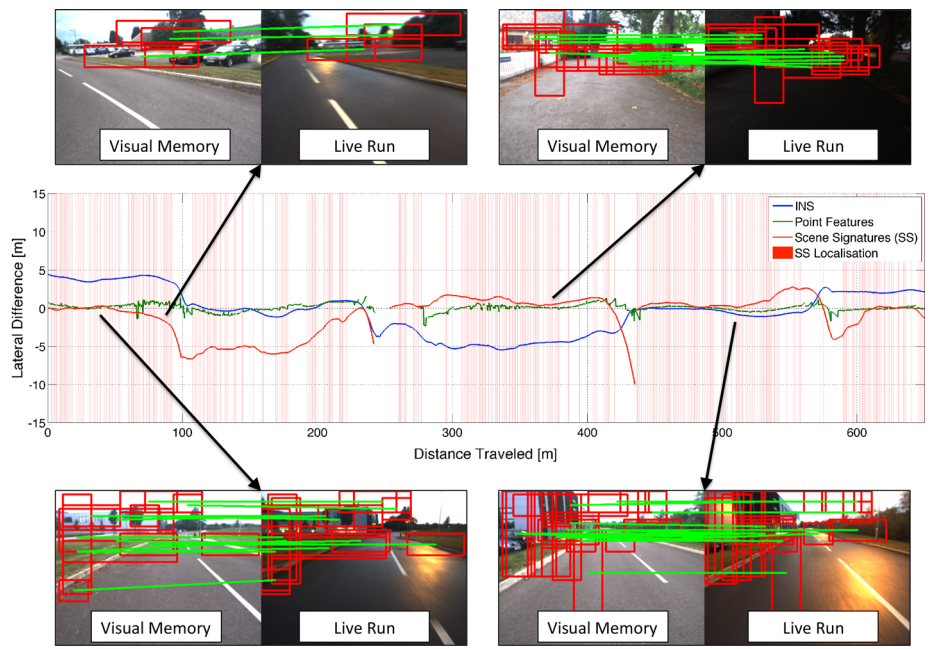 Visual Memory
Live Run
Visual Memory
Live Run
15
10
5
0
-5
-10
-15
Lateral Difference [m]
INS
Point Features
Scene Signatures (SS)
SS Localisation
0
100
200
300
400
500
600
Distance Traveled [m]
Visual Memory
Live Run
Visual Memory
Live Run